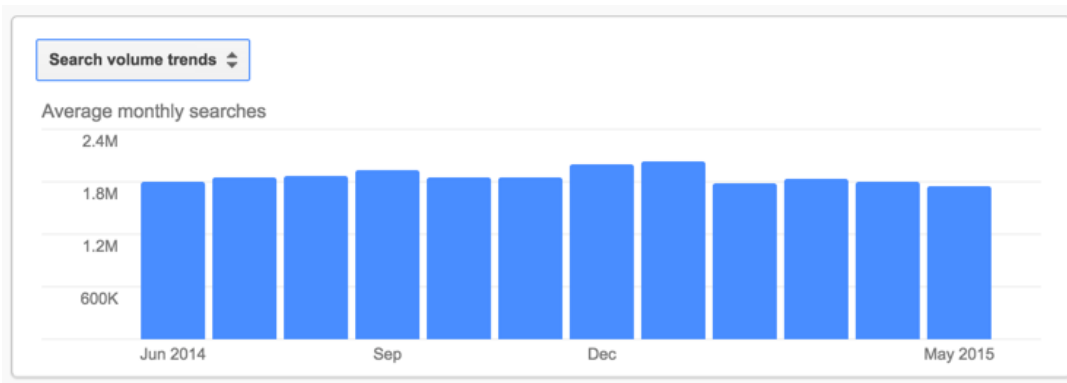 Search volume trends
Average monthly searches
2.4M
1.8M
1.2M
600K
Jun 2014 Sep Dec May 2015